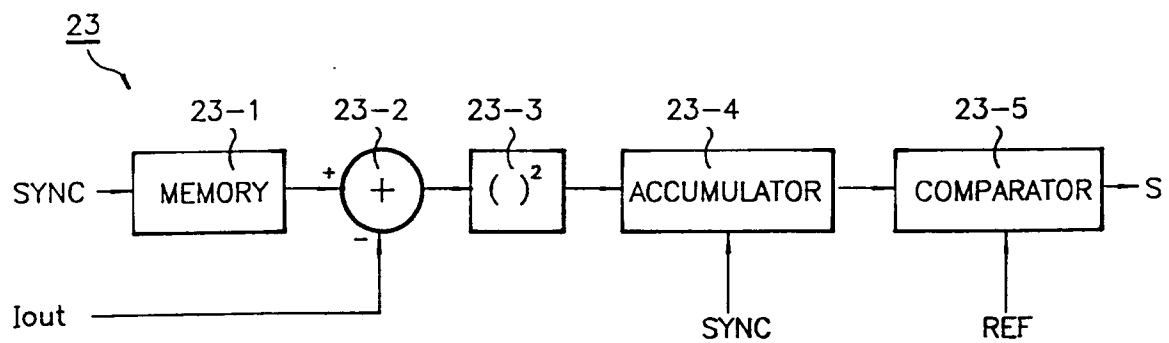 23
23-1
23-2
23-3
23-4
23-5
SYNC
MEMORY
+
+
−
( )²
ACCUMULATOR
COMPARATOR
S
Iout
SYNC
REF